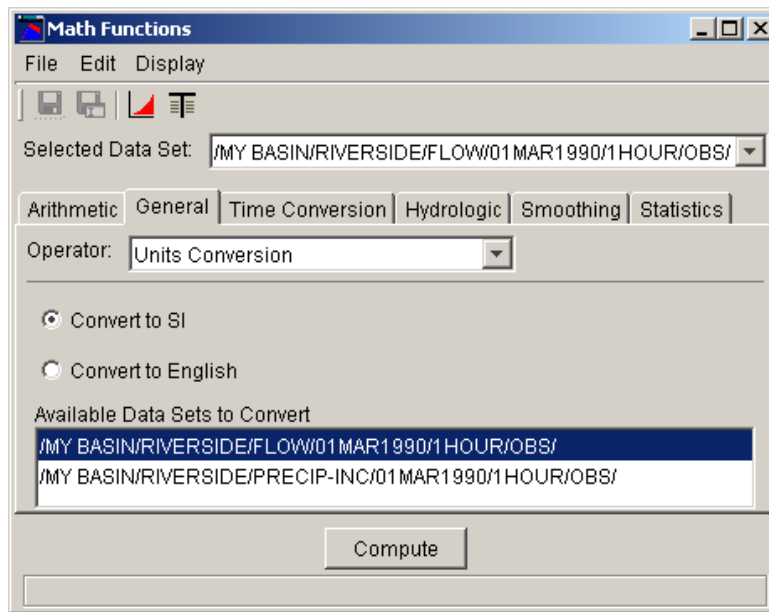 Math Functions
File Edit Display
Selected Data Set: /MY BASIN/RIVERSIDE/FLOW/01MAR1990/1HOUR/OBS/
Arithmetic General Time Conversion Hydrologic Smoothing Statistics
Operator: Units Conversion
Convert to SI
Convert to English
Available Data Sets to Convert
/MY BASIN/RIVERSIDE/FLOW/01MAR1990/1HOUR/OBS/
/MY BASIN/RIVERSIDE/PRECIP-INC/01MAR1990/1HOUR/OBS/
Compute